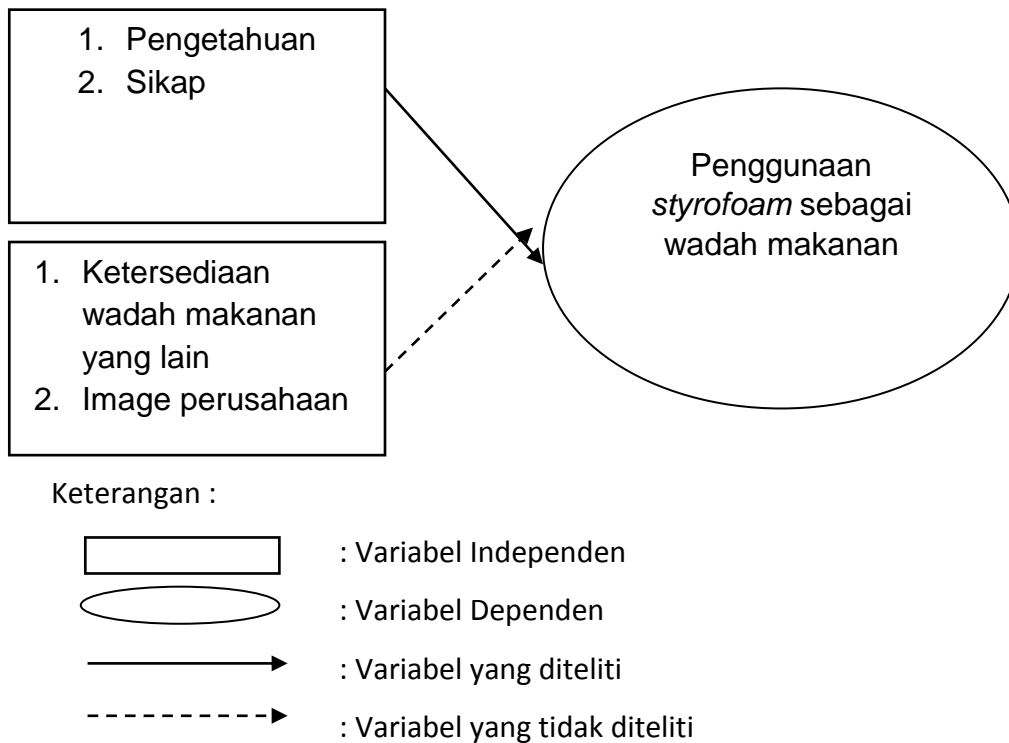 1. Pengetahuan
2. Sikap
1. Ketersediaan
wadah makanan
yang lain
2. Image perusahaan
Penggunaan
styrofoam sebagai
wadah makanan
Keterangan :
: Variabel Independen
: Variabel Dependen
: Variabel yang diteliti
: Variabel yang tidak diteliti